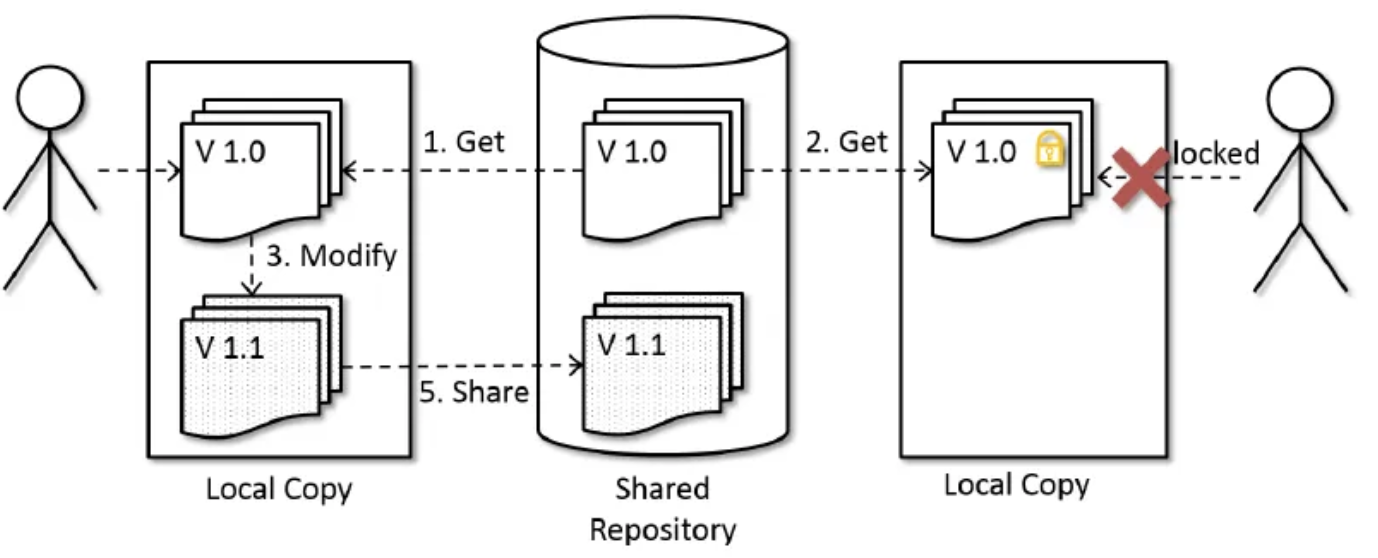 V 1.0
1. Get
V 1.0
2. Get
V 1.0
locked
3. Modify
V 1.1
5. Share
V 1.1
Local Copy
Shared
Repository
Local Copy